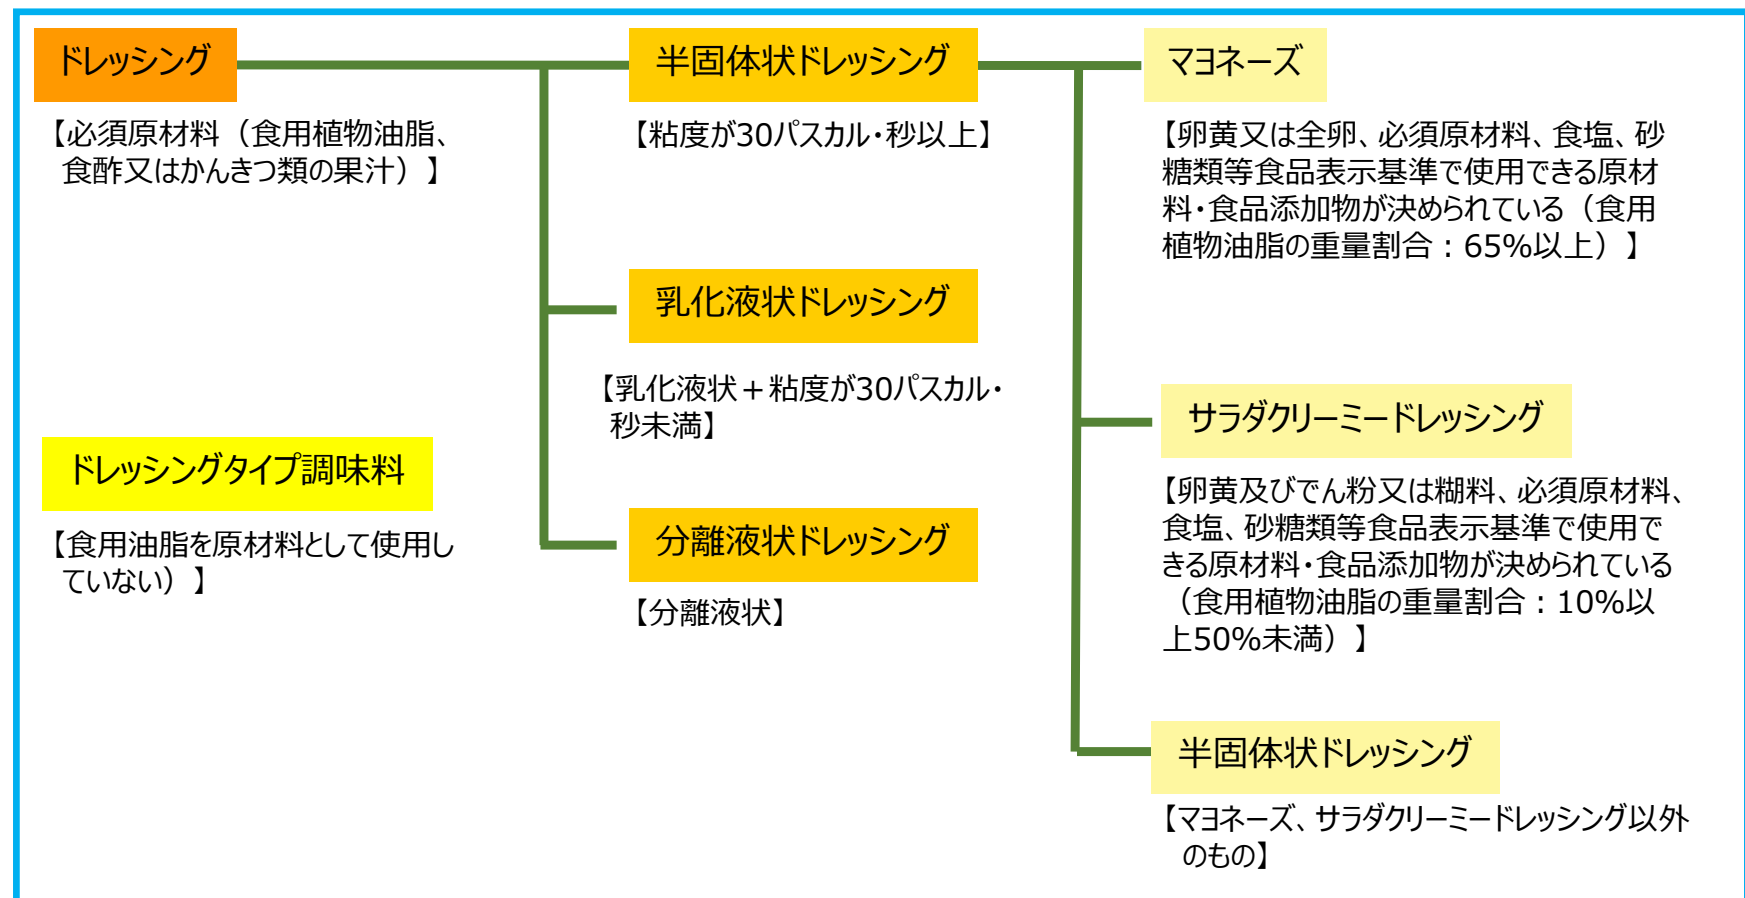 ドレッシング
【必須原材料（食用植物油脂、
食酢又はかんきつ類の果汁）】
ドレッシングタイプ調味料
【食用油脂を原材料として使用し
ていない）】
半固体状ドレッシング
【粘度が30パスカル・秒以上】
乳化液状ドレッシング
【乳化液状＋粘度が30パスカル・
秒未満】
分離液状ドレッシング
【分離液状】
マヨネーズ
【卵黄又は全卵、必須原材料、食塩、砂
糖類等食品表示基準で使用できる原材
料・食品添加物が決められている（食用
植物油脂の重量割合：65%以上）】
サラダクリーミードレッシング
【卵黄及びでん粉又は糊料、必須原材料、
食塩、砂糖類等食品表示基準で使用で
きる原材料・食品添加物が決められている
（食用植物油脂の重量割合：10%以
上50%未満）】
半固体状ドレッシング
【マヨネーズ、サラダクリーミードレッシング以外
のもの】